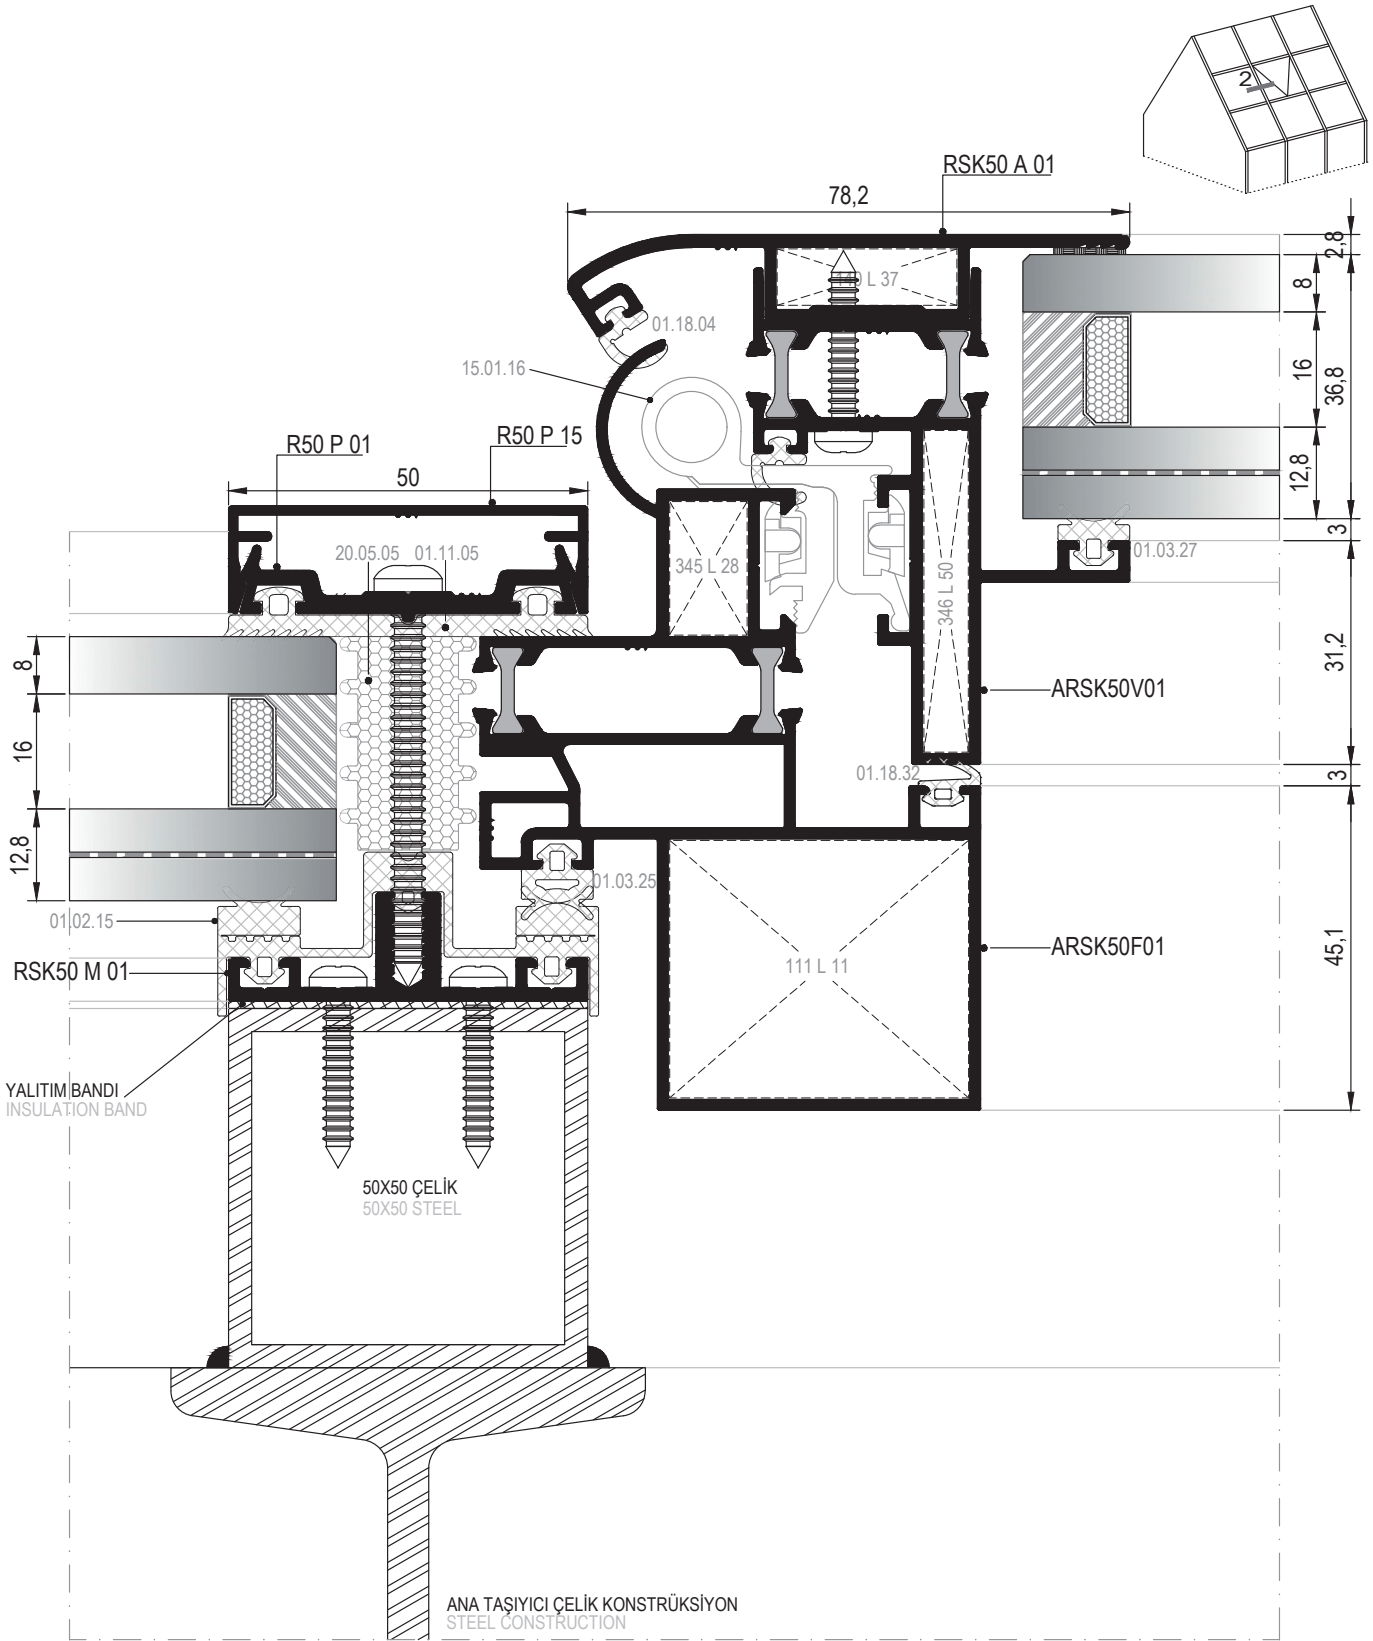 2
RSK50 A 01
78,2
2,8
8
16
36,8
12,8
3
140 L 37
01.18.04
15.01.16
R50 P 01
R50 P 15
50
20.05.05
01.11.05
345 L 28
346 L 50
01.03.27
31,2
8
16
12,8
ARSK50V01
01.18.32
3
01.03.25
01.02.15
RSK50 M 01
111 L 11
ARSK50F01
45,1
YALITIM BANDI
INSULATION BAND
50X50 ÇELİK
50X50 STEEL
ANA TAŞIYICI ÇELİK KONSTRÜKSİYON
STEEL CONSTRUCTION